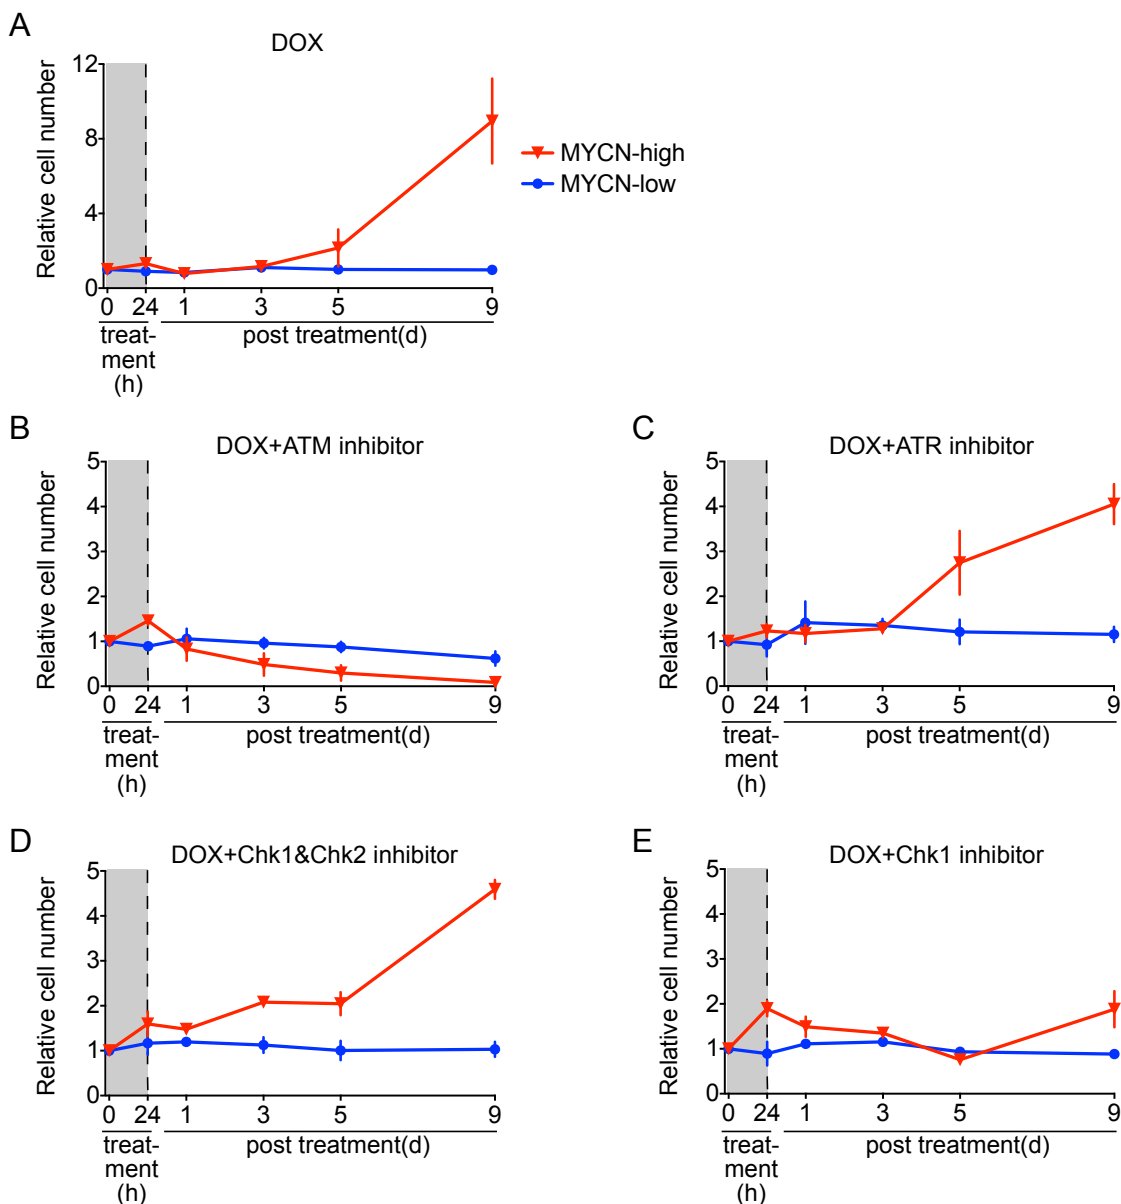 A
DOX
Relative cell number
12
8
4
0
0 24 1 3 5 9
treat-
ment
(h)
post treatment(d)
MYCN-high
MYCN-low
B
DOX+ATM inhibitor
Relative cell number
5
4
3
2
1
0
0 24 1 3 5 9
treat-
ment
(h)
post treatment(d)
C
DOX+ATR inhibitor
Relative cell number
5
4
3
2
1
0
0 24 1 3 5 9
treat-
ment
(h)
post treatment(d)
D
DOX+Chk1&Chk2 inhibitor
Relative cell number
5
4
3
2
1
0
0 24 1 3 5 9
treat-
ment
(h)
post treatment(d)
E
DOX+Chk1 inhibitor
Relative cell number
5
4
3
2
1
0
0 24 1 3 5 9
treat-
ment
(h)
post treatment(d)